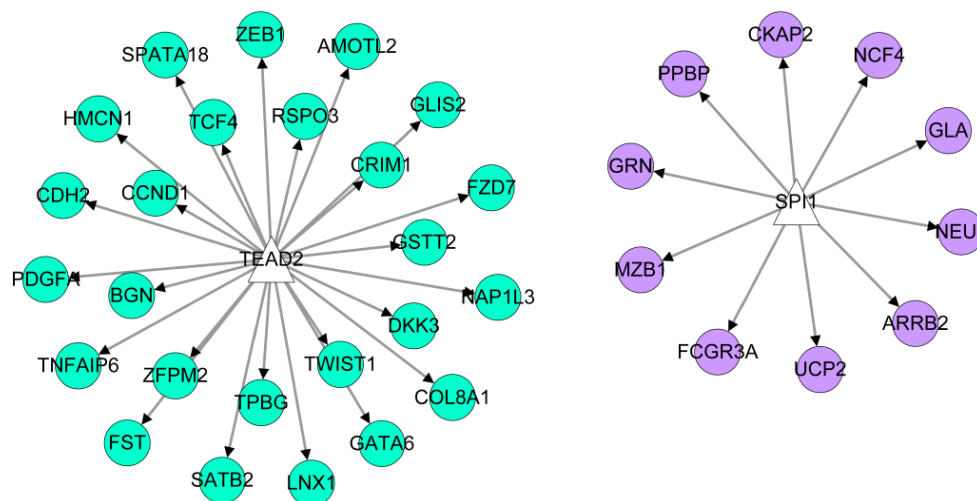 ZEB1
AMOTL2
SPATA18
GLIS2
HMCN1
TCF4
RSPO3
CRIM1
CDH2
CCND1
FZD7
GSTT2
TEAD2
PDGFA
BGN
NAP1L3
DKK3
TNFAIP6
ZFPM2
TWIST1
TPBG
COL8A1
FST
GATA6
SATB2
LNX1
CKAP2
NCF4
PPBP
GLA
GRN
SPI1
NEU
MZB1
ARRB2
FCGR3A
UCP2